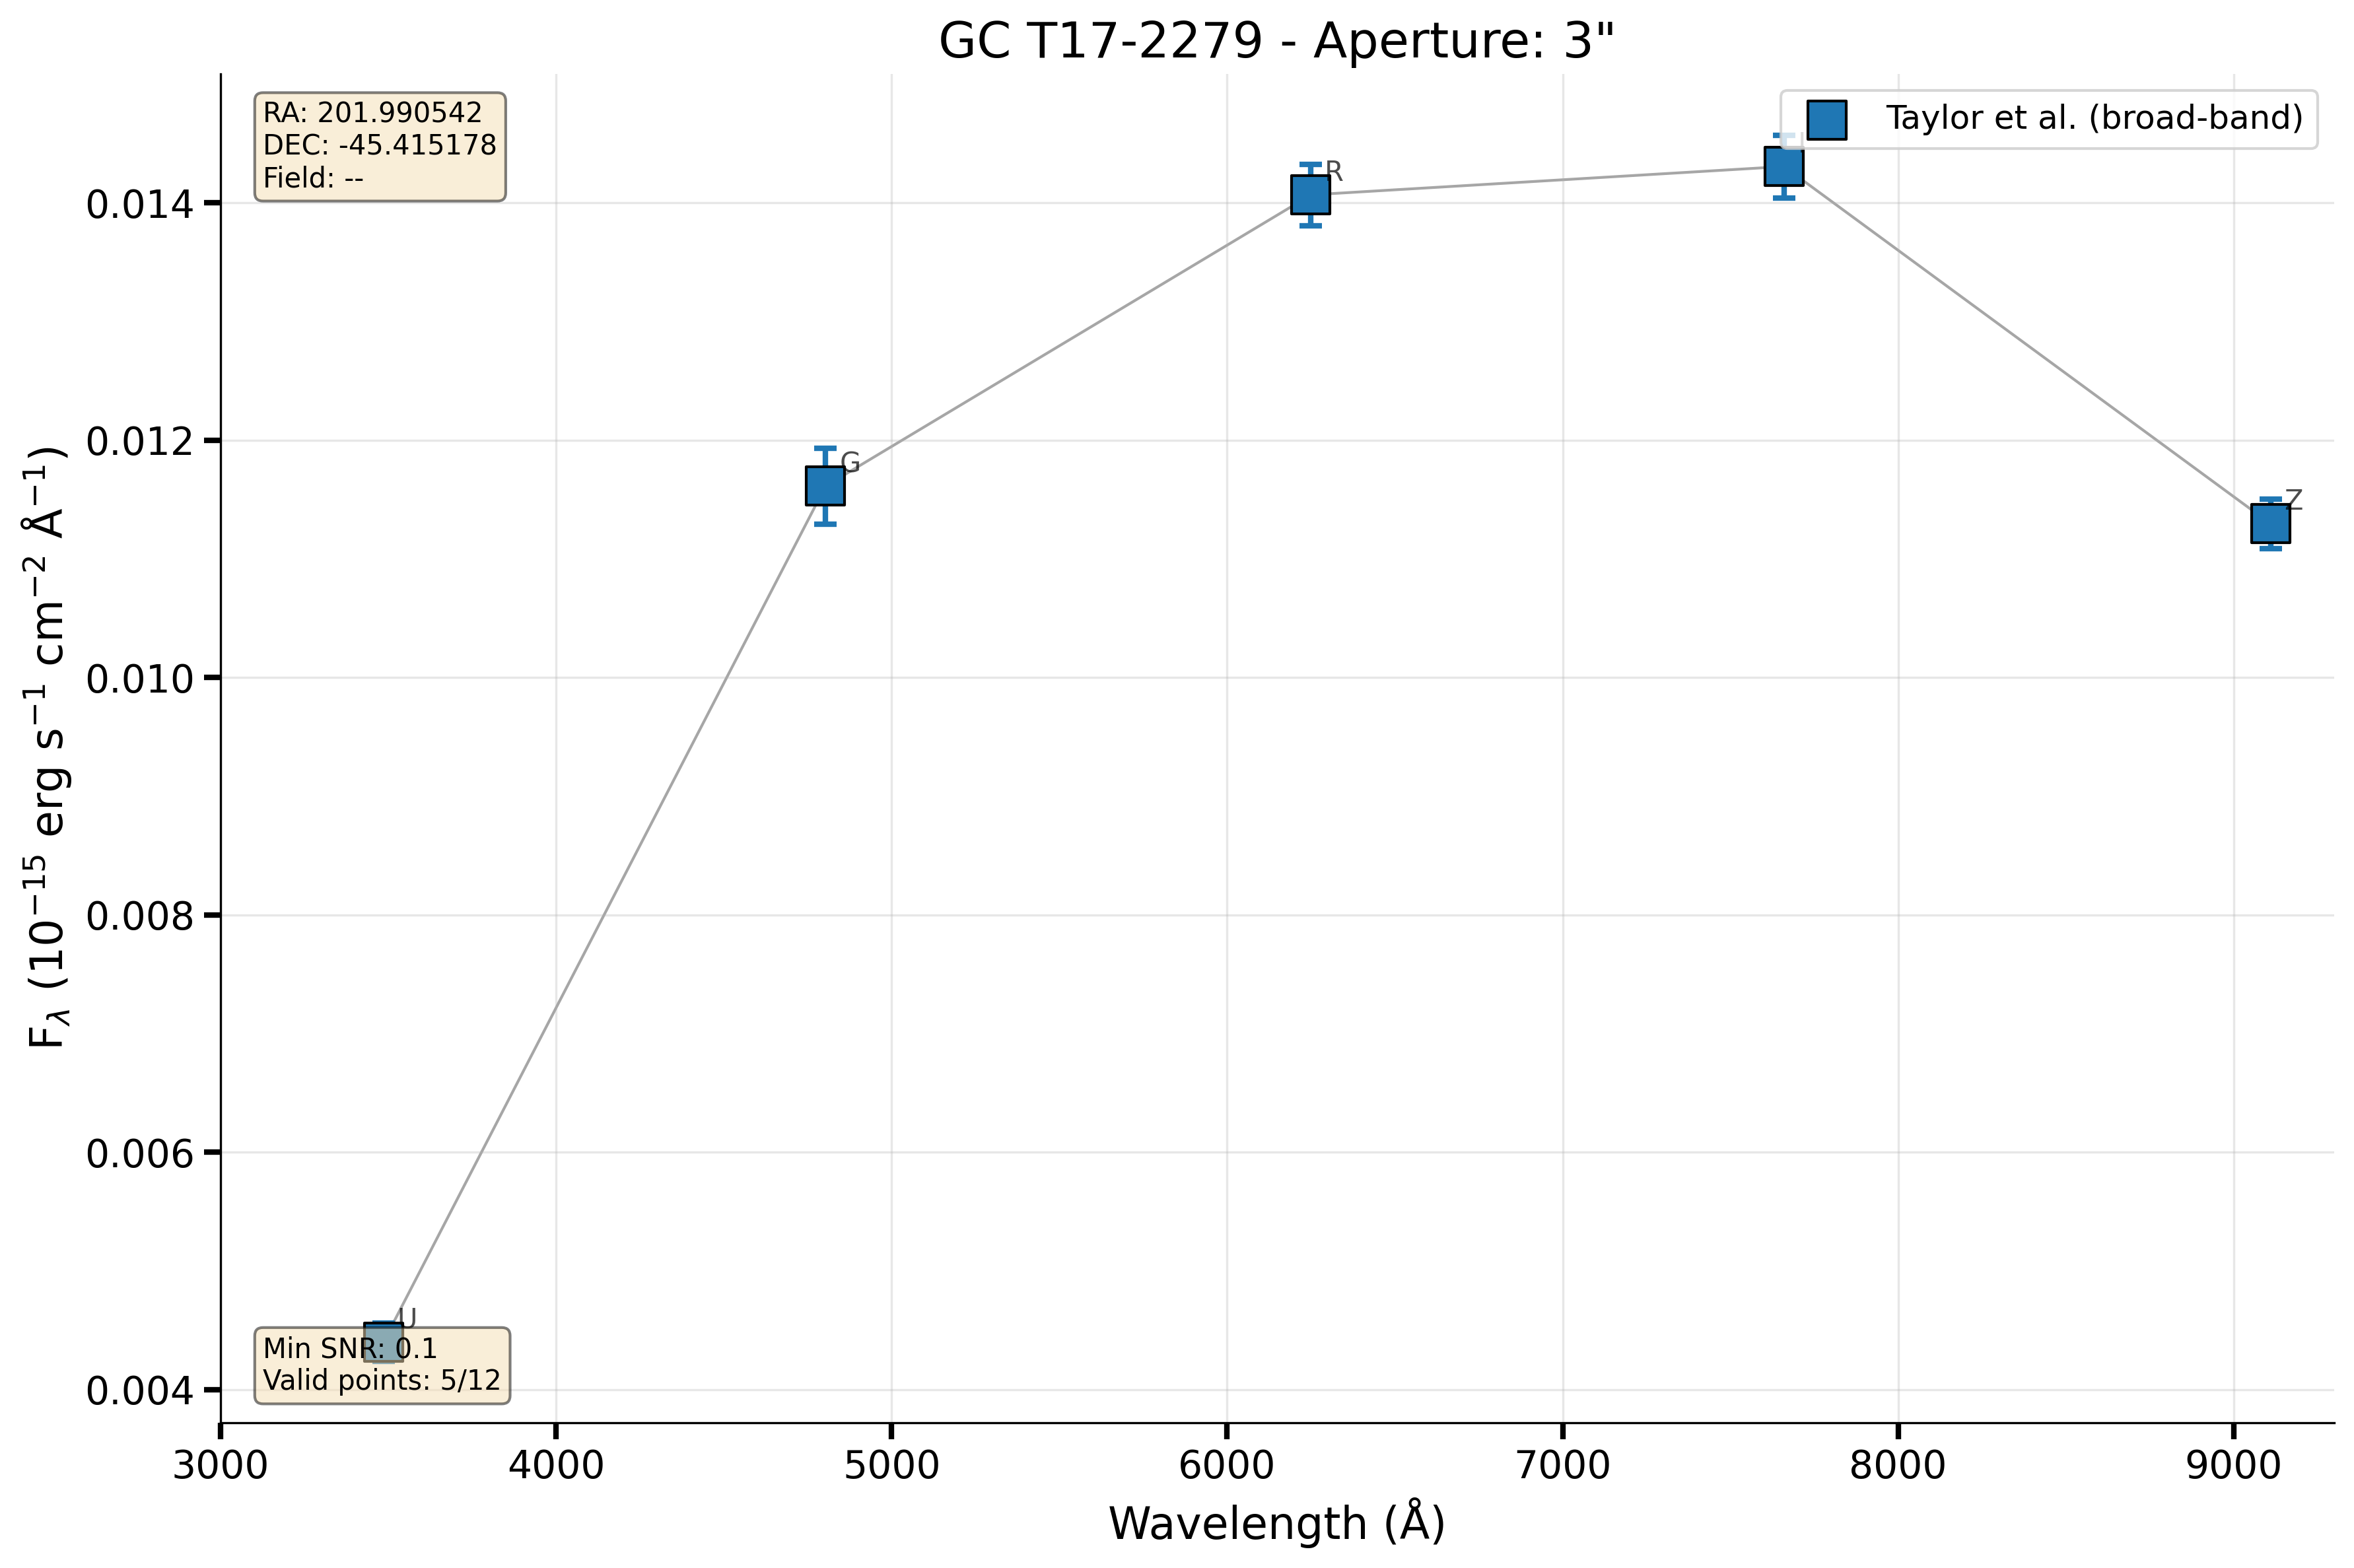 GC T17-2279 - Aperture: 3"
RA: 201.990542
DEC: -45.415178
Field: --
Taylor et al. (broad-band)
I
R
G
Z
U
Min SNR: 0.1
Valid points: 5/12
0.014
0.012
0.010
0.008
0.006
0.004
F_λ (10⁻¹⁵ erg s⁻¹ cm⁻² Å⁻¹)
3000 4000 5000 6000 7000 8000 9000
Wavelength (Å)